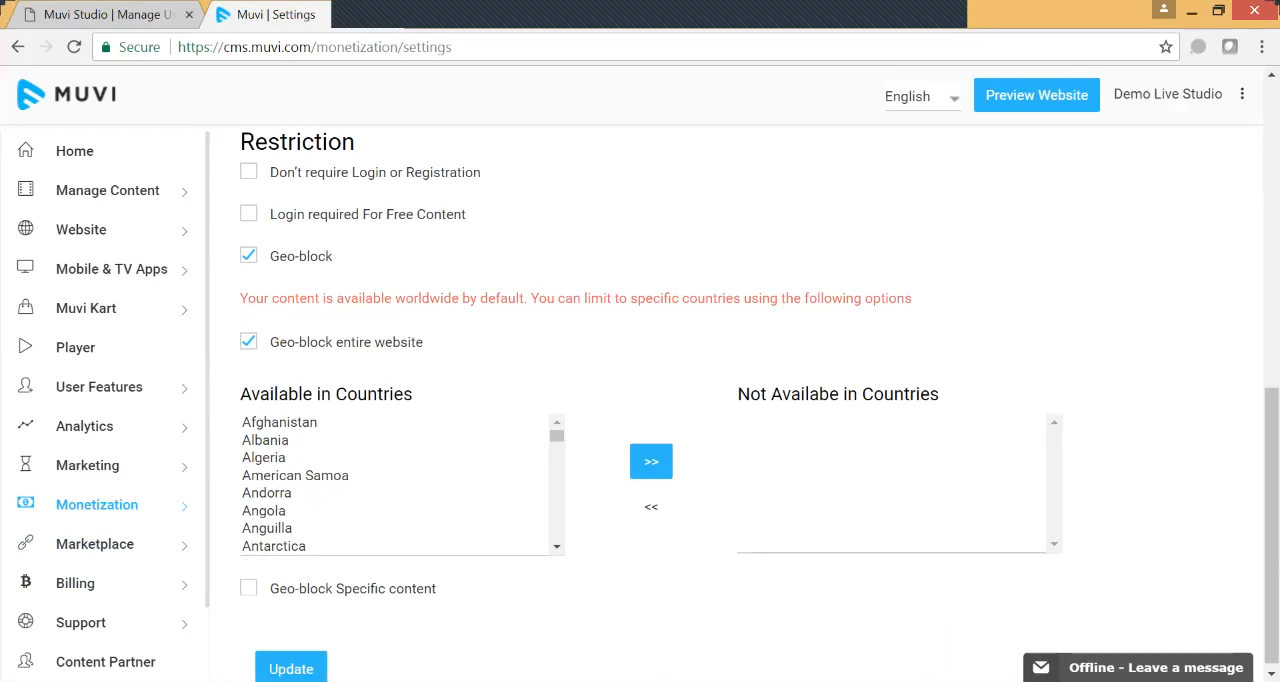 Muvi Studio | Manage Us
Muvi | Settings
Secure
https://cms.muvi.com/monetization/settings
MUVI
English
Preview Website
Demo Live Studio
Home
Manage Content
Website
Mobile & TV Apps
Muvi Kart
Player
User Features
Analytics
Marketing
Monetization
Marketplace
Billing
Support
Content Partner
Restriction
Don't require Login or Registration
Login required For Free Content
Geo-block
Your content is available worldwide by default. You can limit to specific countries using the following options
Geo-block entire website
Available in Countries
Afghanistan
Albania
Algeria
American Samoa
Andorra
Angola
Anguilla
Antarctica
>>
<<
Not Availabe in Countries
Geo-block Specific content
Update
Offline - Leave a message